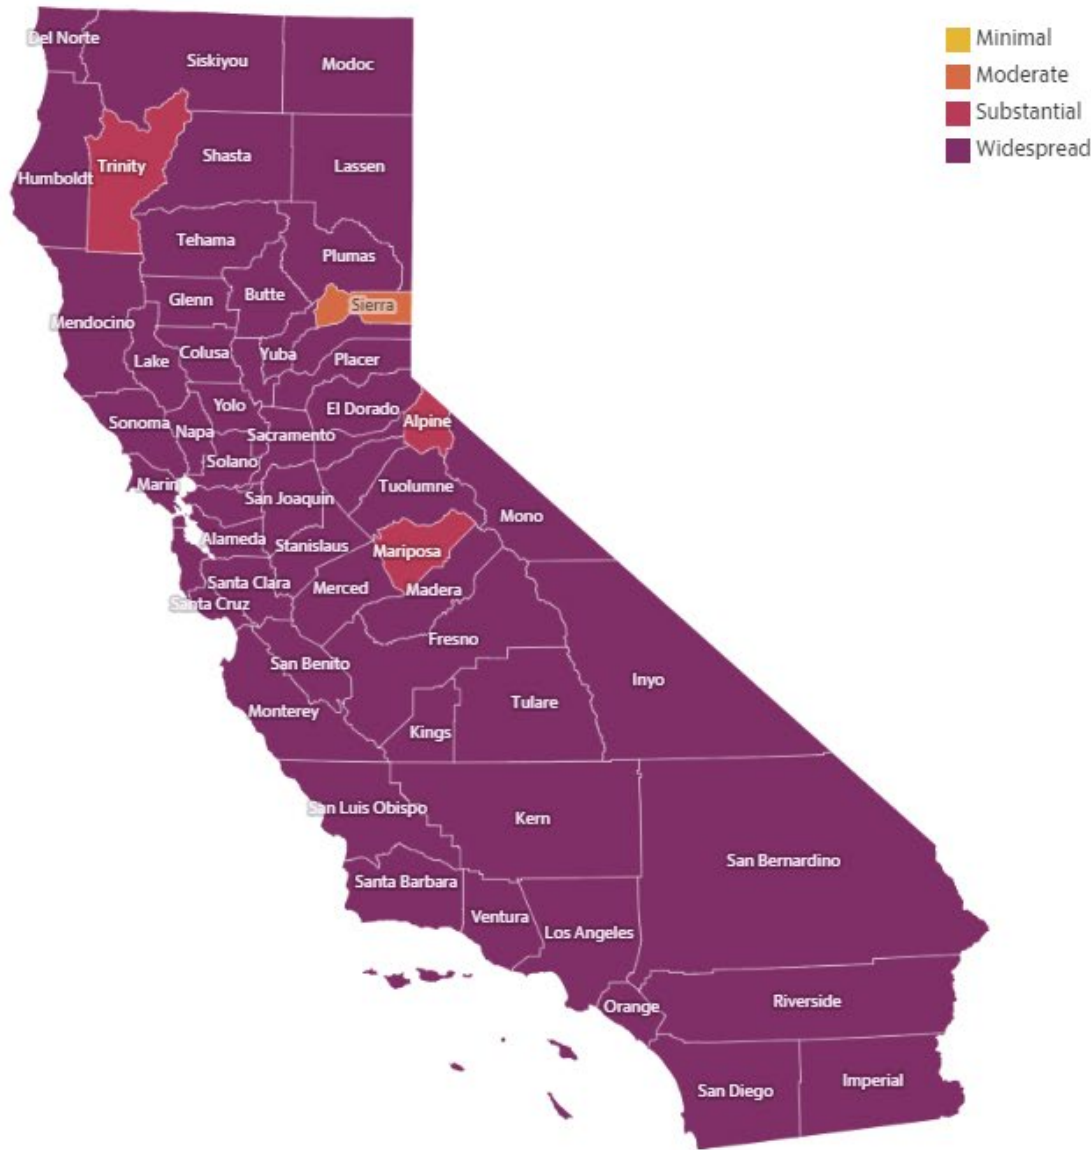 Minimal
Moderate
Substantial
Widespread
Del Norte
Siskiyou
Modoc
Shasta
Lassen
Trinity
Humboldt
Tehama
Plumas
Glenn
Butte
Sierra
Mendocino
Lake
Colusa
Yuba
Placer
Yolo
El Dorado
Sonoma
Napa
Sacramento
Alpine
Solano
Marin
San Joaquin
Tuolumne
Mono
Alameda
Stanislaus
Mariposa
Santa Clara
Merced
Madera
Santa Cruz
Fresno
San Benito
Inyo
Monterey
Tulare
Kings
San Luis Obispo
Kern
San Bernardino
Santa Barbara
Ventura
Los Angeles
Orange
Riverside
San Diego
Imperial